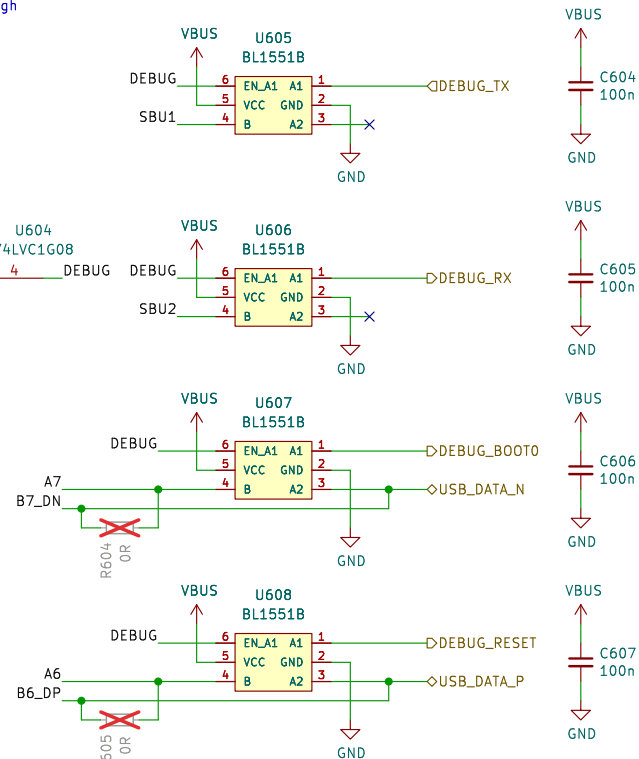 gh
VBUS
U605
BL1551B
DEBUG 6 EN_A1 A1 1 DEBUG_TX
5 VCC GND 2
SBU1 4 B A2 3
GND
VBUS
C604
100n
GND
U604
74LVC1G08
4 DEBUG
VBUS
U606
BL1551B
DEBUG 6 EN_A1 A1 1 DEBUG_RX
5 VCC GND 2
SBU2 4 B A2 3
GND
VBUS
C605
100n
GND
VBUS
U607
BL1551B
DEBUG 6 EN_A1 A1 1 DEBUG_BOOT0
5 VCC GND 2
A7 4 B A2 3 USB_DATA_N
B7_DN
R604
0R
GND
VBUS
C606
100n
GND
VBUS
U608
BL1551B
DEBUG 6 EN_A1 A1 1 DEBUG_RESET
5 VCC GND 2
A6 4 B A2 3 USB_DATA_P
B6_DP
605
0R
GND
VBUS
C607
100n
GND